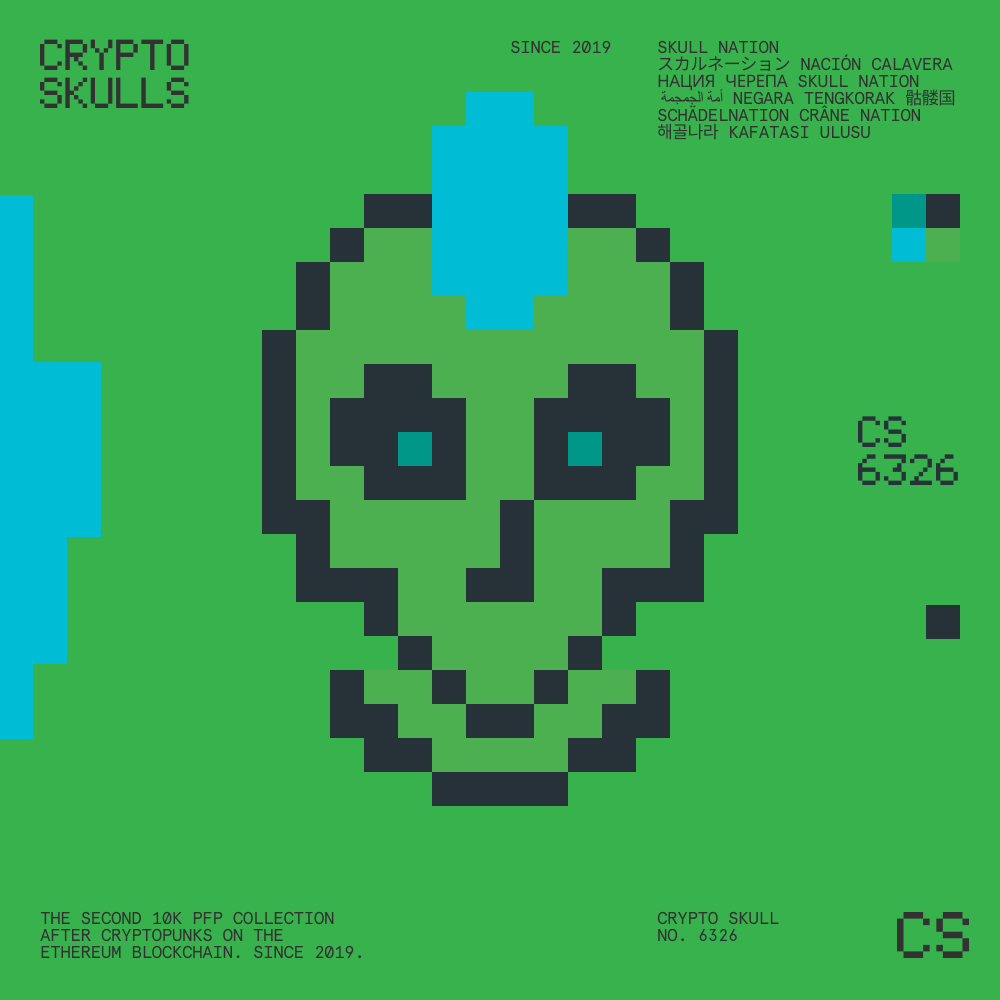 CRYPTO
SKULLS
SINCE 2019
SKULL NATION
スカルネーション NACIÓN CALAVERA
НАЦИЯ ЧЕРЕПА SKULL NATION
أمة الجمجمة NEGARA TENGKORAK 骷髅国
SCHÄDELNATION CRÂNE NATION
해골나라 KAFATASI ULUSU
CS
6326
THE SECOND 10K PFP COLLECTION
AFTER CRYPTOPUNKS ON THE
ETHEREUM BLOCKCHAIN. SINCE 2019.
CRYPTO SKULL
NO. 6326
CS